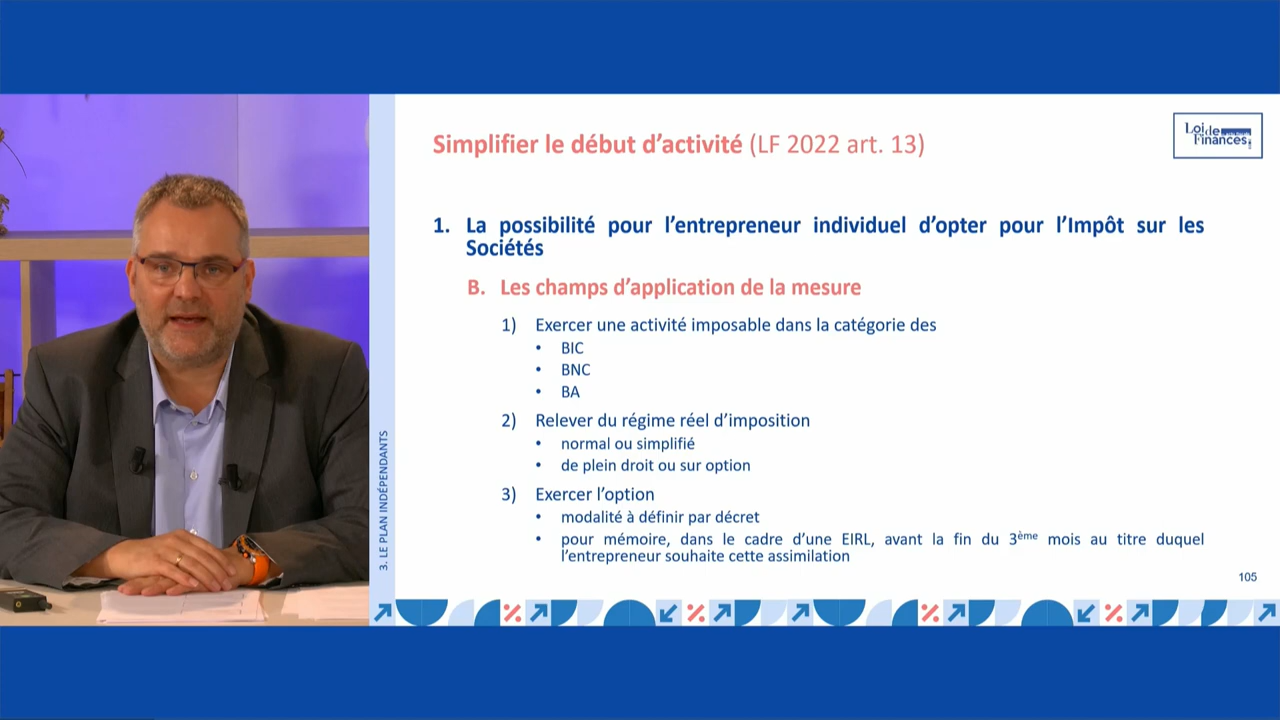 Simplifier le début d’activité (LF 2022 art. 13)
Loi de
Finances
1. La possibilité pour l’entrepreneur individuel d’opter pour l’Impôt sur les
Sociétés
B. Les champs d’application de la mesure
1) Exercer une activité imposable dans la catégorie des
• BIC
• BNC
• BA
2) Relever du régime réel d’imposition
• normal ou simplifié
• de plein droit ou sur option
3) Exercer l’option
• modalité à définir par décret
• pour mémoire, dans le cadre d’une EIRL, avant la fin du 3ème mois au titre duquel
l’entrepreneur souhaite cette assimilation
3. LE PLAN INDÉPENDANTS
105